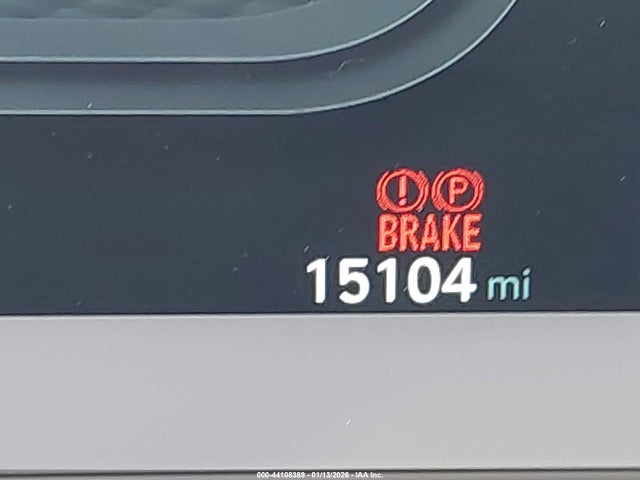 ! P
BRAKE
15104 mi
000-44108389 - 01/13/2026 - IAA Inc.